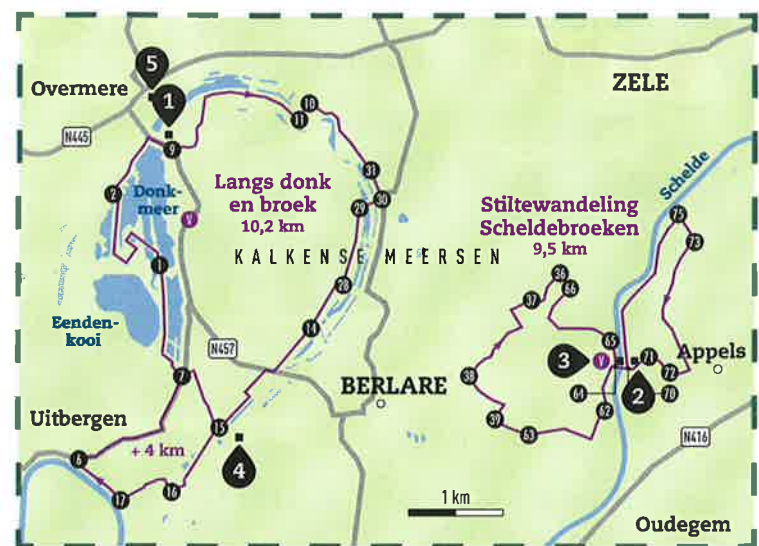 5
Overmere
1
ZELE
N445
9
10
11
2
Donk-
meer
V
Langs donk
en broek
10,2 km
31
30
29
Schelde
75
73
Stiltewandeling
Scheldebroeken
9,5 km
KALKENSE MEERSEN
1
28
36
66
37
Eenden-
kooi
14
N457
65
3
V
71
Appels
72
70
2
7
38
BERLARE
64
62
39
63
Uitbergen
15
+ 4 km
4
6
17
16
N416
1 km
Oudegem